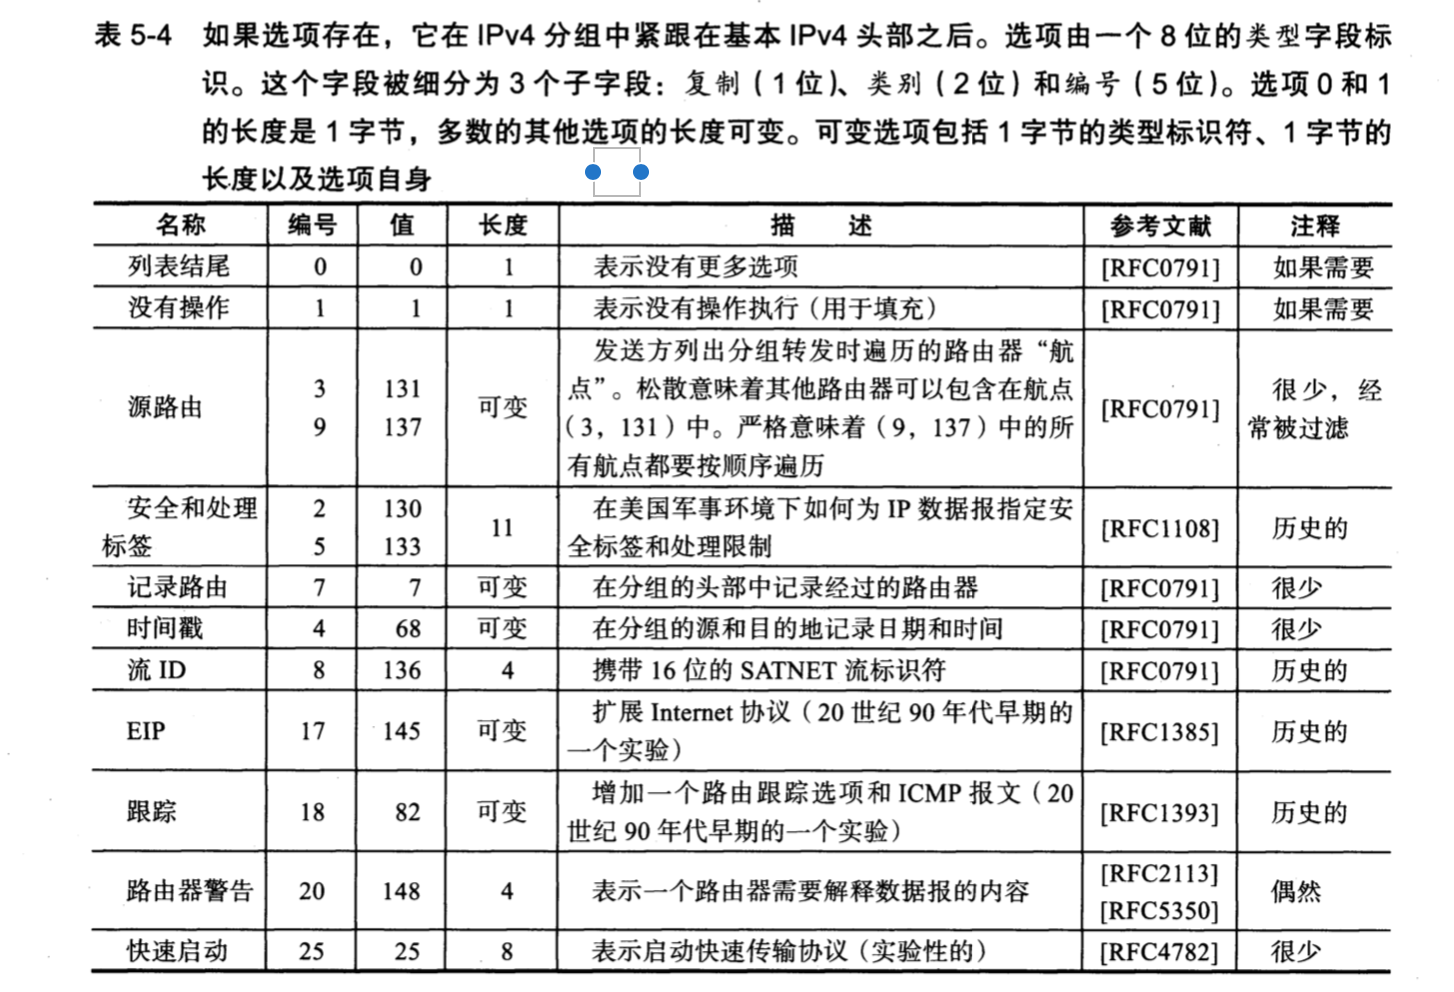 表 5-4 如果选项存在，它在 IPv4 分组中紧跟在基本 IPv4 头部之后。选项由一个 8 位的类型字段标
识。这个字段被细分为 3 个子字段：复制（1 位）、类别（2 位）和编号（5 位）。选项 0 和 1
的长度是 1 字节，多数的其他选项的长度可变。可变选项包括 1 字节的类型标识符、1 字节的
长度以及选项自身
名称 编号 值 长度 描 述 参考文献 注释
列表结尾 0 0 1 表示没有更多选项 [RFC0791] 如果需要
没有操作 1 1 1 表示没有操作执行（用于填充） [RFC0791] 如果需要
源路由
3 131
9 137
可变
发送方列出分组转发时遍历的路由器“航
点”。松散意味着其他路由器可以包含在航点
（3，131）中。严格意味着（9，137）中的所
有航点都要按顺序遍历
[RFC0791]
很少，经
常被过滤
安全和处理
标签
2 130
5 133
11
在美国军事环境下如何为 IP 数据报指定安
全标签和处理限制
[RFC1108]
历史的
记录路由 7 7 可变 在分组的头部中记录经过的路由器 [RFC0791] 很少
时间戳 4 68 可变 在分组的源和目的地记录日期和时间 [RFC0791] 很少
流 ID 8 136 4 携带 16 位的 SATNET 流标识符 [RFC0791] 历史的
EIP 17 145 可变
扩展 Internet 协议（20 世纪 90 年代早期的
一个实验）
[RFC1385] 历史的
跟踪 18 82 可变
增加一个路由跟踪选项和 ICMP 报文（20
世纪 90 年代早期的一个实验）
[RFC1393] 历史的
路由器警告 20 148 4 表示一个路由器需要解释数据报的内容
[RFC2113]
[RFC5350]
偶然
快速启动 25 25 8 表示启动快速传输协议（实验性的） [RFC4782] 很少